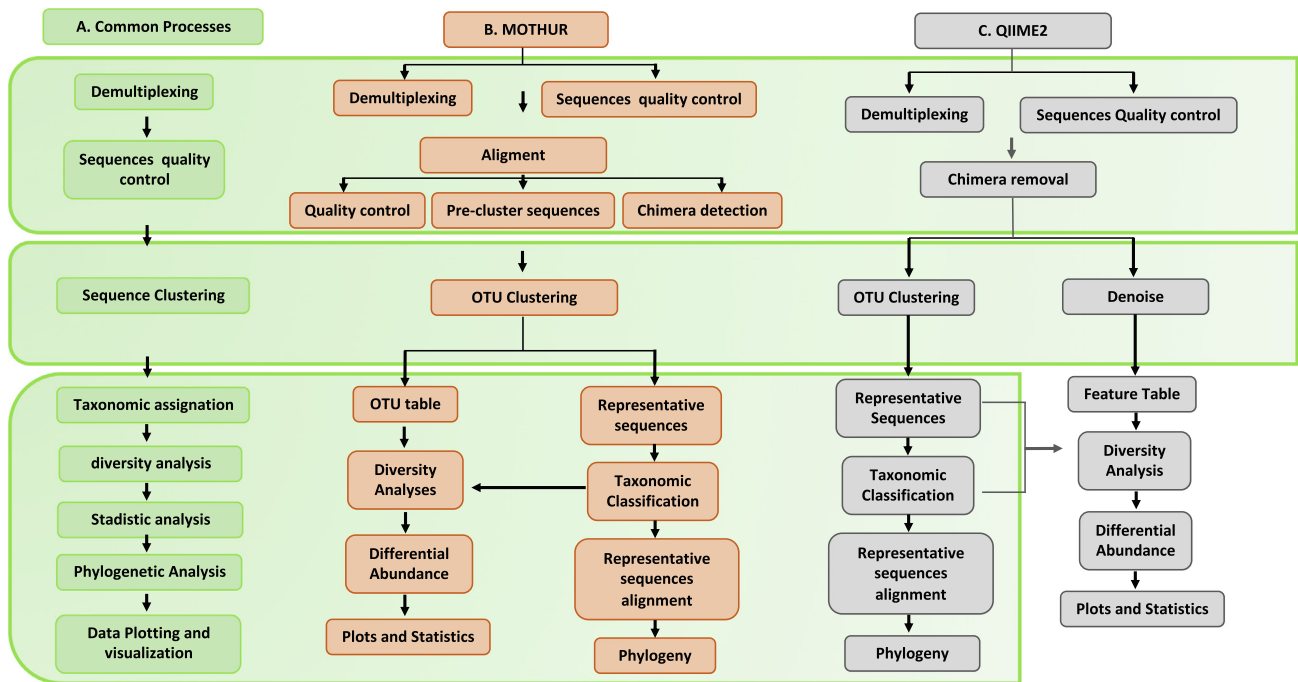 A. Common Processes
B. MOTHUR
C. QIIME2
Demultiplexing
Sequences quality
control
Demultiplexing
Sequences quality control
Aligment
Quality control
Pre-cluster sequences
Chimera detection
Demultiplexing
Sequences Quality control
Chimera removal
Sequence Clustering
OTU Clustering
OTU Clustering
Denoise
Taxonomic assignation
diversity analysis
Stadistic analysis
Phylogenetic Analysis
Data Plotting and
visualization
OTU table
Diversity
Analyses
Differential
Abundance
Plots and Statistics
Representative
sequences
Taxonomic
Classification
Representative
sequences
alignment
Phylogeny
Representative
Sequences
Taxonomic
Classification
Representative
sequences
alignment
Phylogeny
Feature Table
Diversity
Analysis
Differential
Abundance
Plots and Statistics